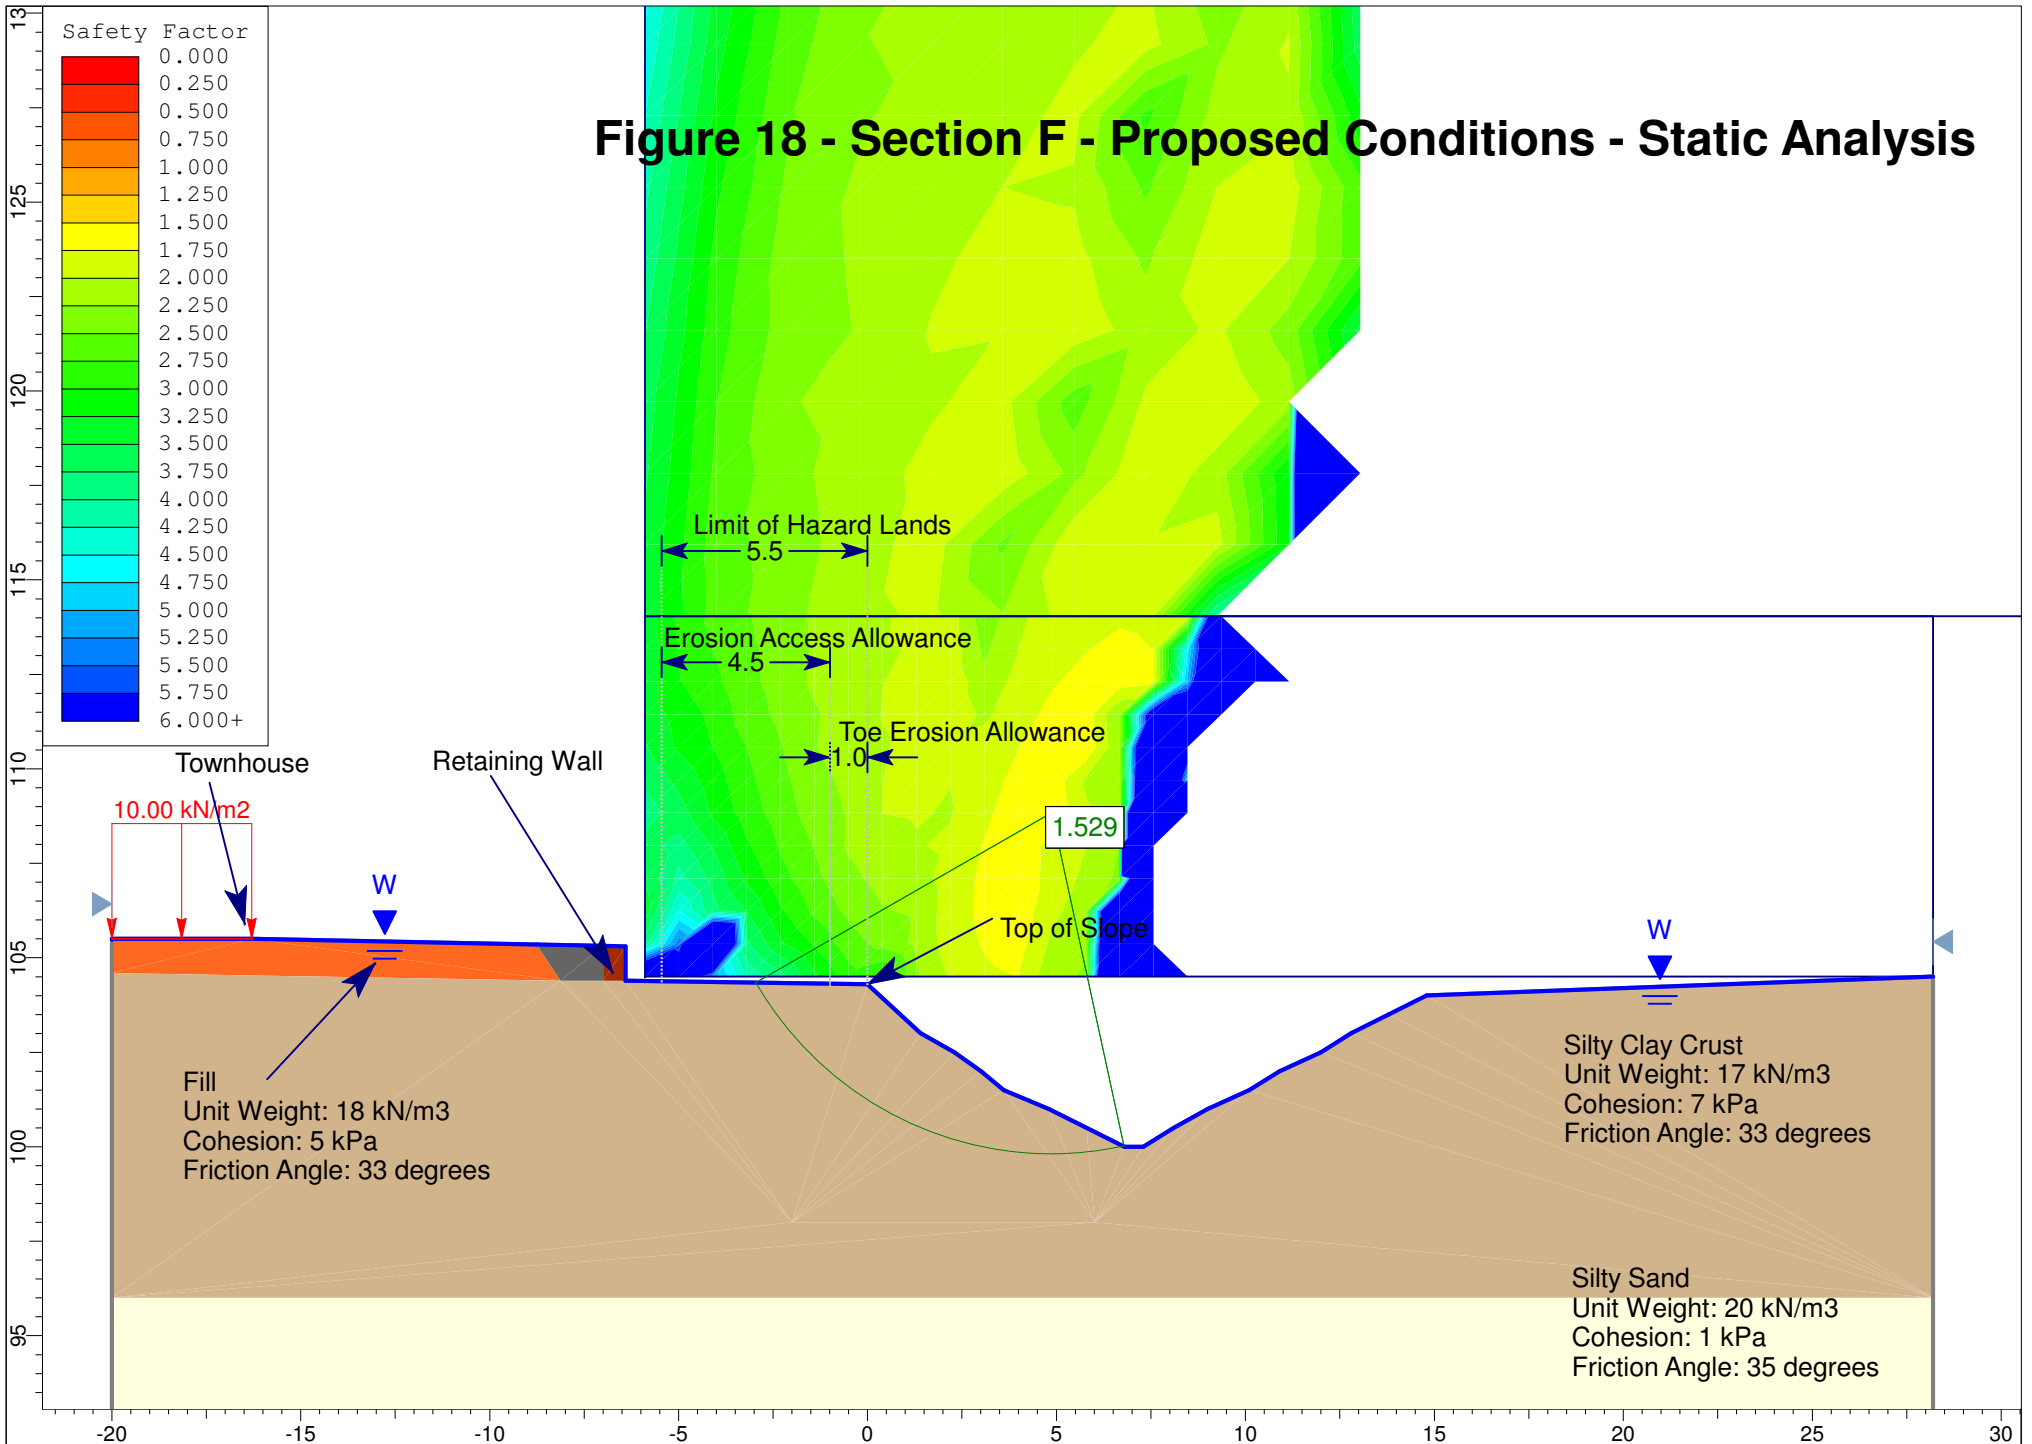 Figure 18 - Section F - Proposed Conditions - Static Analysis
Safety Factor
0.000
0.250
0.500
0.750
1.000
1.250
1.500
1.750
2.000
2.250
2.500
2.750
3.000
3.250
3.500
3.750
4.000
4.250
4.500
4.750
5.000
5.250
5.500
5.750
6.000+
Limit of Hazard Lands
5.5
Erosion Access Allowance
4.5
Toe Erosion Allowance
1.0
Townhouse
Retaining Wall
10.00 kN/m2
1.529
W
Top of Slope
W
Fill
Unit Weight: 18 kN/m3
Cohesion: 5 kPa
Friction Angle: 33 degrees
Silty Clay Crust
Unit Weight: 17 kN/m3
Cohesion: 7 kPa
Friction Angle: 33 degrees
Silty Sand
Unit Weight: 20 kN/m3
Cohesion: 1 kPa
Friction Angle: 35 degrees
13
125
120
115
110
105
100
95
-20 -15 -10 -5 0 5 10 15 20 25 30